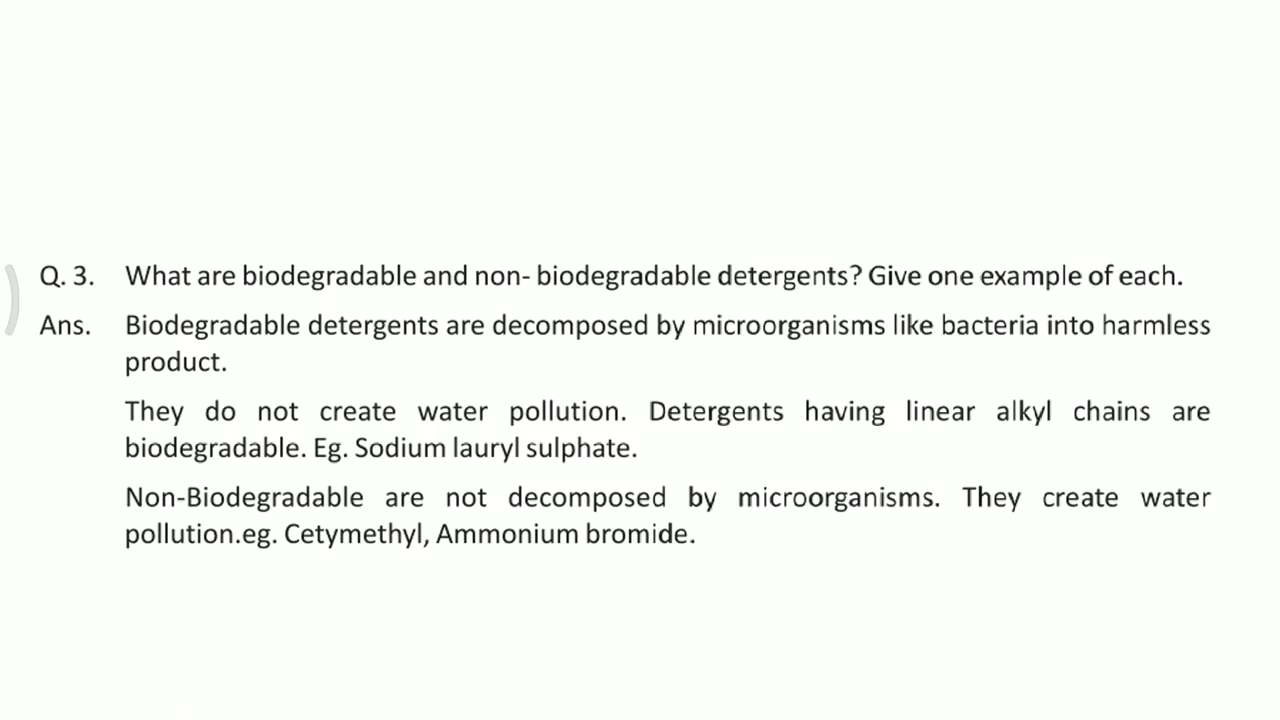 Q. 3. What are biodegradable and non- biodegradable detergents? Give one example of each.
Ans. Biodegradable detergents are decomposed by microorganisms like bacteria into harmless
product.
They do not create water pollution. Detergents having linear alkyl chains are
biodegradable. Eg. Sodium lauryl sulphate.
Non-Biodegradable are not decomposed by microorganisms. They create water
pollution.eg. Cetymethyl, Ammonium bromide.